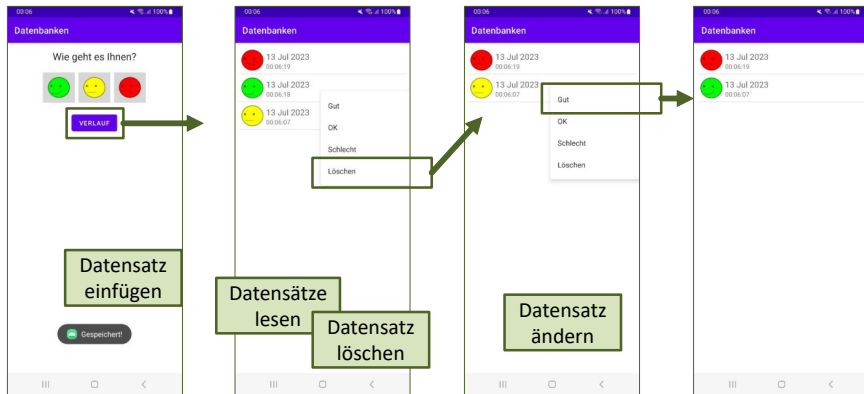 00:06
100%
Datenbanken
Wie geht es Ihnen?
VERLAUF
Datensatz
einfügen
Gespeichert!
00:06
100%
Datenbanken
13 Jul 2023
00:06:19
13 Jul 2023
00:06:18
13 Jul 2023
00:06:07
Gut
OK
Schlecht
Löschen
Datensätze
lesen
Datensatz
löschen
00:06
100%
Datenbanken
13 Jul 2023
00:06:19
13 Jul 2023
00:06:07
Gut
OK
Schlecht
Löschen
Datensatz
ändern
00:06
100%
Datenbanken
13 Jul 2023
00:06:19
13 Jul 2023
00:06:07